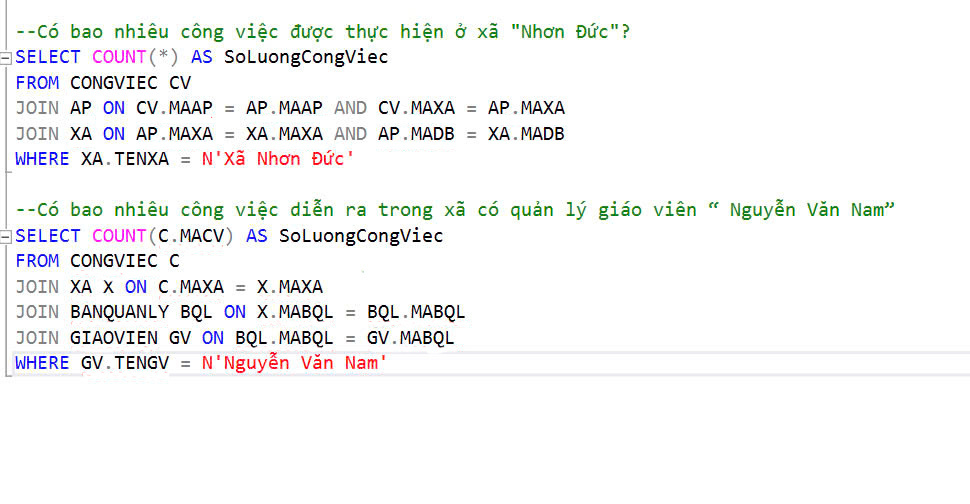 --Có bao nhiêu công việc được thực hiện ở xã "Nhơn Đức"?
SELECT COUNT(*) AS SoLuongCongViec
FROM CONGVIEC CV
JOIN AP ON CV.MAAP = AP.MAAP AND CV.MAXA = AP.MAXA
JOIN XA ON AP.MAXA = XA.MAXA AND AP.MADB = XA.MADB
WHERE XA.TENXA = N'Xã Nhơn Đức'
--Có bao nhiêu công việc diễn ra trong xã có quản lý giáo viên “ Nguyễn Văn Nam”
SELECT COUNT(C.MACV) AS SoLuongCongViec
FROM CONGVIEC C
JOIN XA X ON C.MAXA = X.MAXA
JOIN BANQUANLY BQL ON X.MABQL = BQL.MABQL
JOIN GIAOVIEN GV ON BQL.MABQL = GV.MABQL
WHERE GV.TENGV = N'Nguyễn Văn Nam'